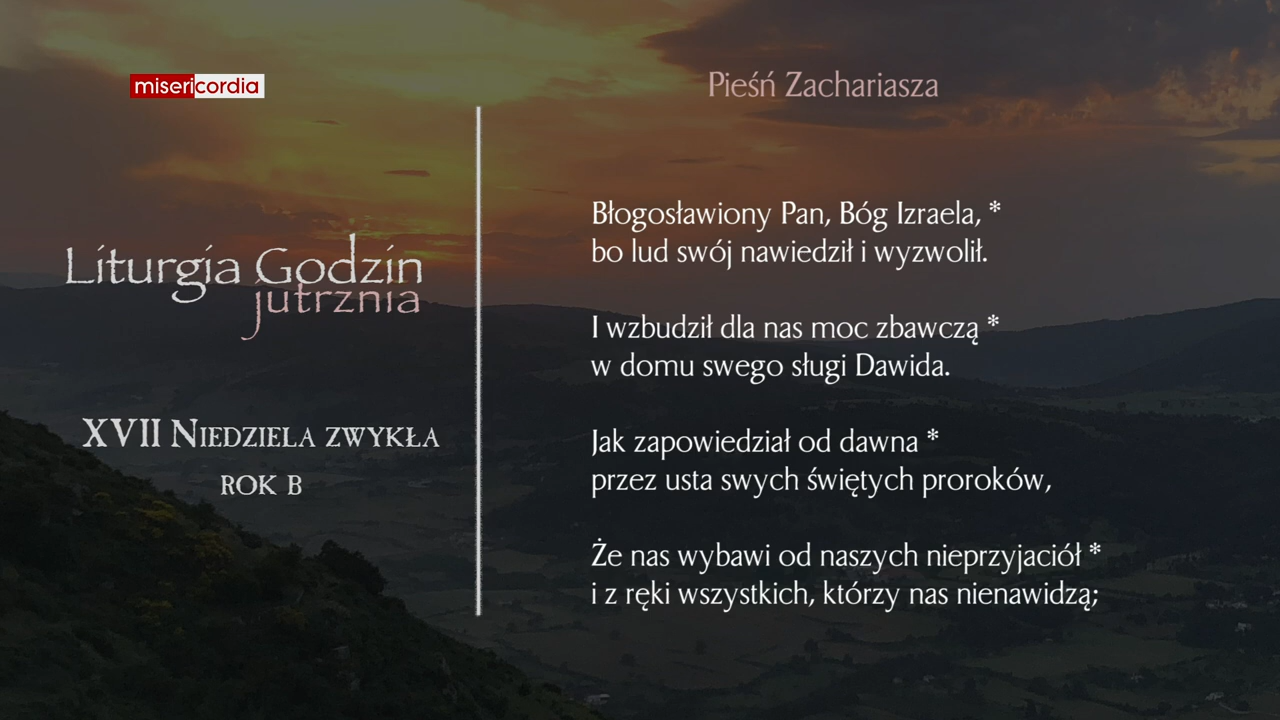 misericordia
Liturgia Godzin
jutrznia
XVII Niedziela zwykła
rok B
Pieśń Zachariasza
Błogosławiony Pan, Bóg Izraela, *
bo lud swój nawiedził i wyzwolił.
I wzbudził dla nas moc zbawczą *
w domu swego sługi Dawida.
Jak zapowiedział od dawna *
przez usta swych świętych proroków,
Że nas wybawi od naszych nieprzyjaciół *
i z ręki wszystkich, którzy nas nienawidzą;